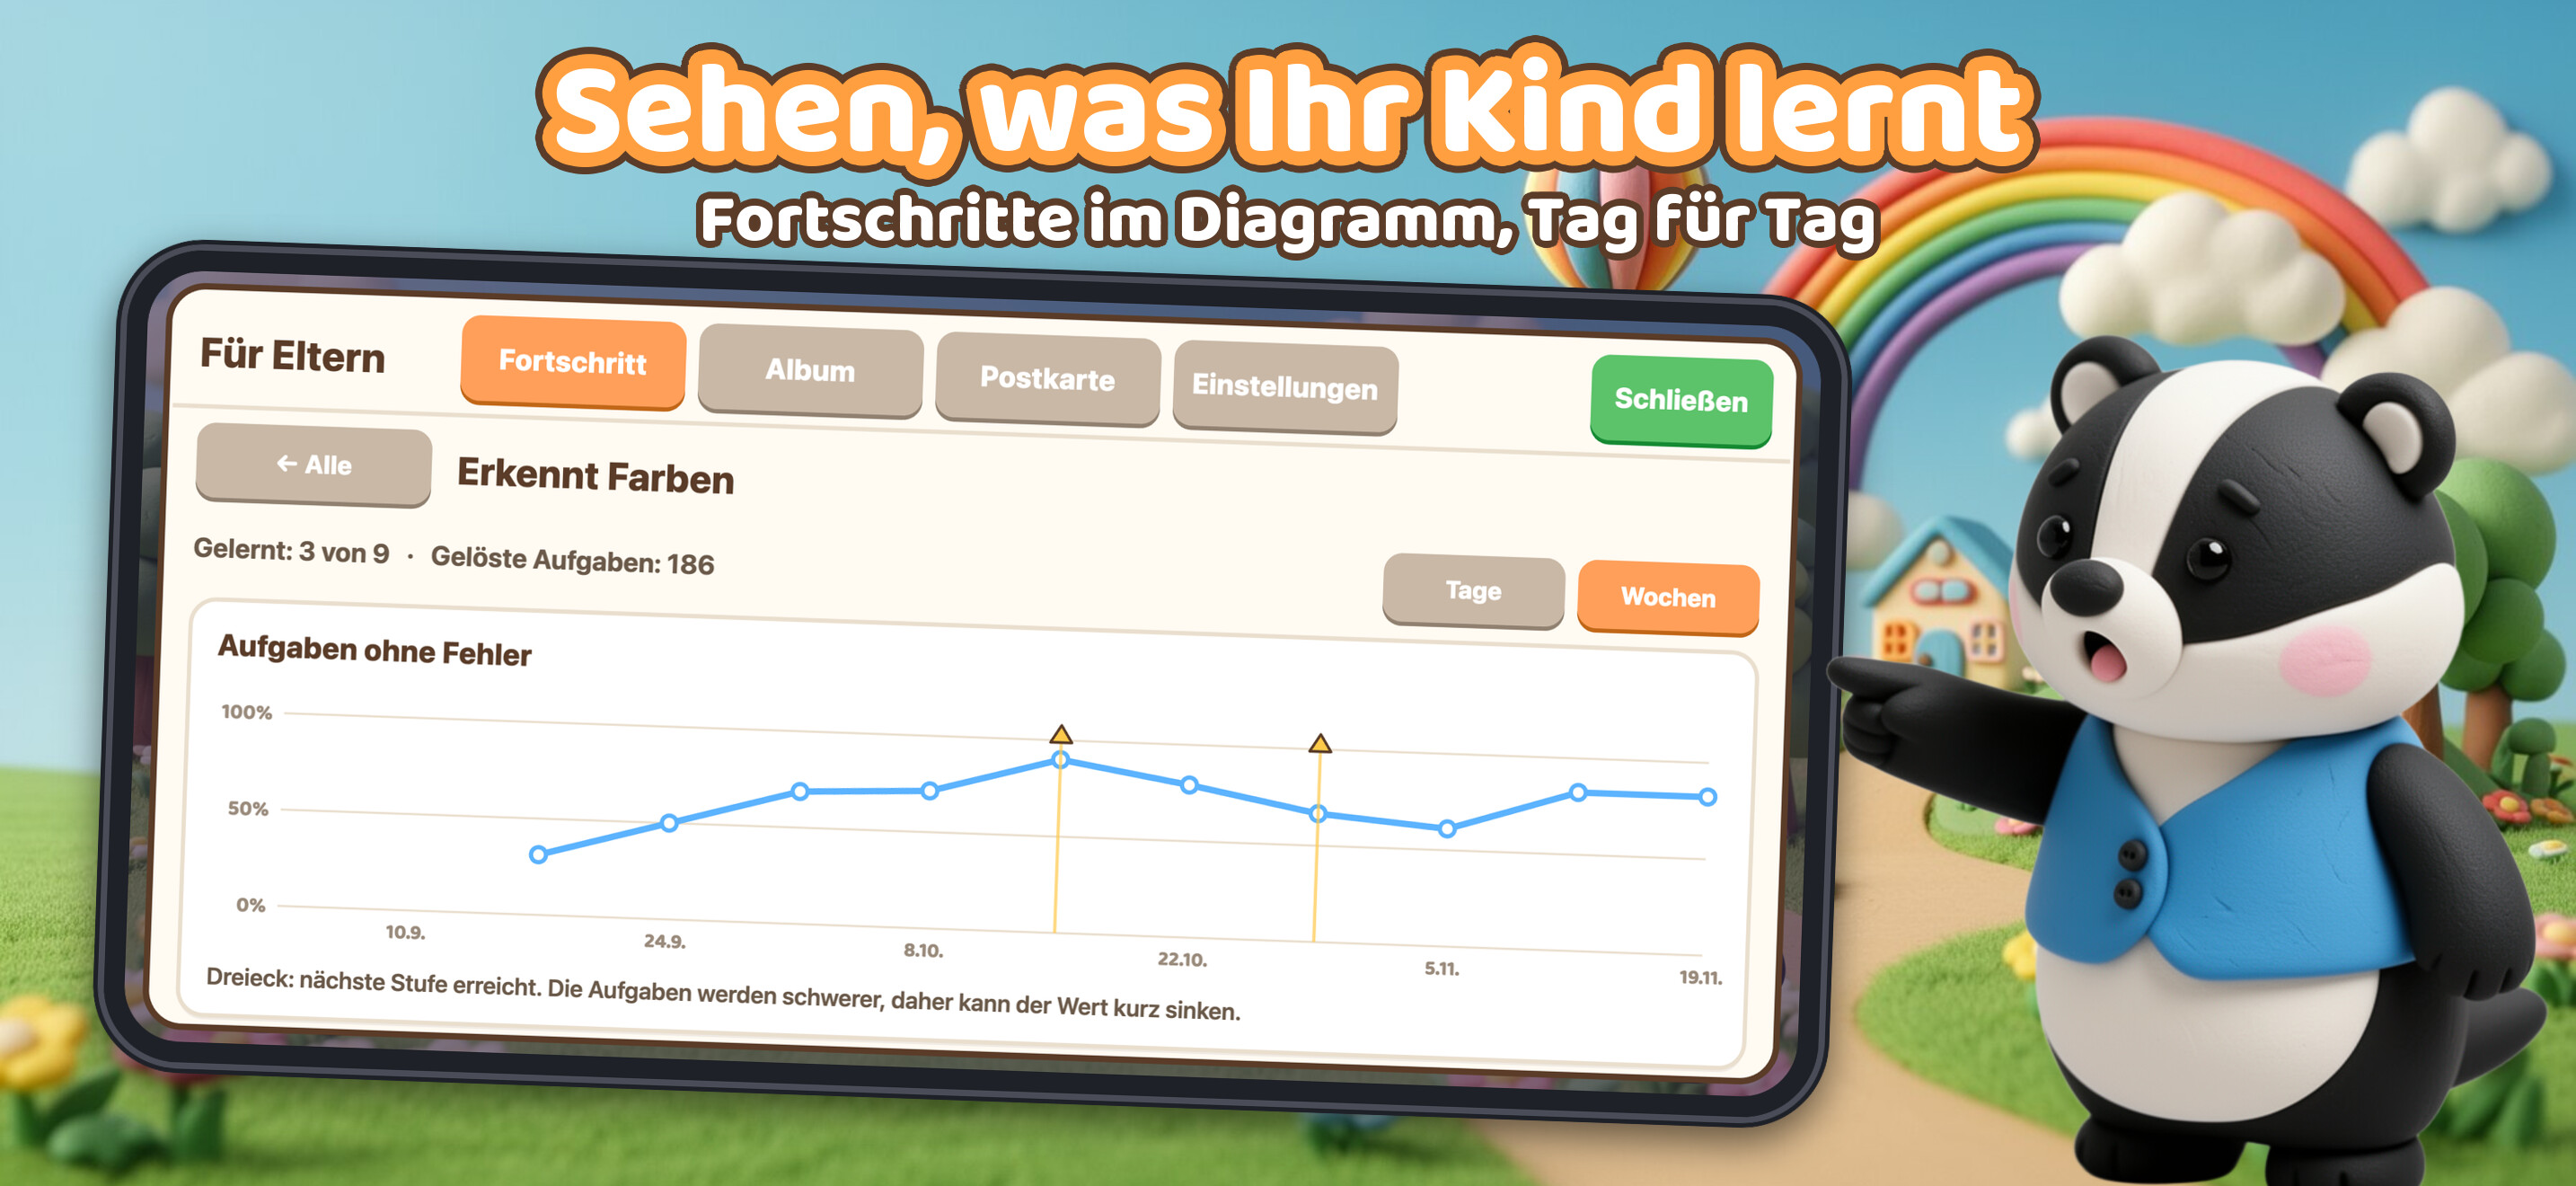 Sehen, was Ihr Kind lernt
Fortschritte im Diagramm, Tag für Tag
Für Eltern
Fortschritt
Album
Postkarte
Einstellungen
Schließen
← Alle
Erkennt Farben
Gelernt: 3 von 9 · Gelöste Aufgaben: 186
Tage
Wochen
Aufgaben ohne Fehler
100%
50%
0%
10.9.
24.9.
8.10.
22.10.
5.11.
19.11.
Dreieck: nächste Stufe erreicht. Die Aufgaben werden schwerer, daher kann der Wert kurz sinken.